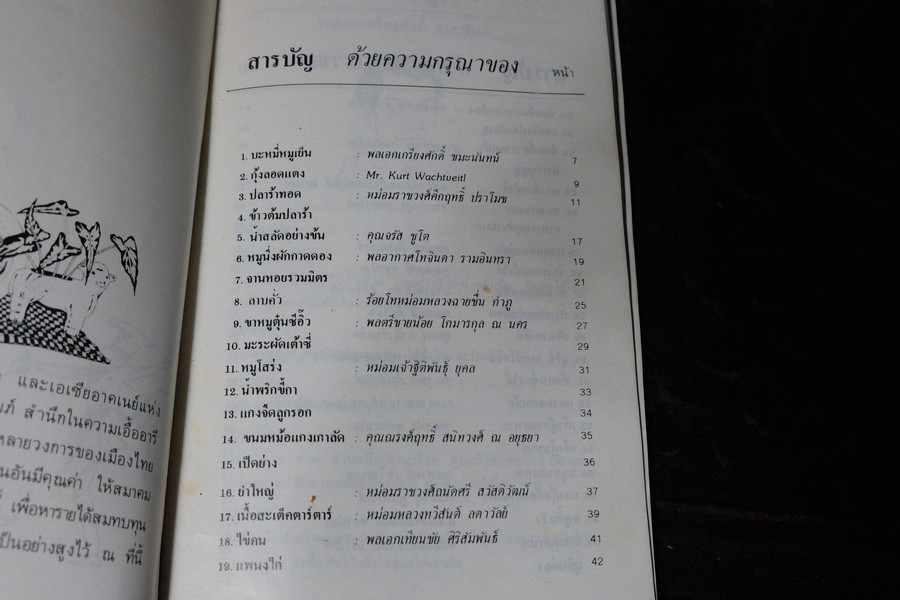 และเอเซียอาคเนย์แห่ง
สำนึกในความเอื้ออารี
หลายวงการของเมืองไทย
อันมีคุณค่า ให้สมาคม
เพื่อหารายได้สมทบทุน
เป็นอย่างสูงไว้ ณ ที่นี้
สารบัญ ด้วยความกรุณาของ หน้า
1. บะหมี่หมูเย็น : พลเอกเกรียงศักดิ์ ชมะนันทน์ 7
2. กุ้งลอดแตง : Mr. Kurt Wachtveitl 9
3. ปลาร้าทอด : หม่อมราชวงศ์คึกฤทธิ์ ปราโมช 11
4. ข้าวต้มปลาร้า
5. น้ำสลัดอย่างข้น : คุณจรัส ชูโต 17
6. หมูนึ่งผักกาดดอง : พลอากาศโทจินดา รามอินทรา 19
7. จานหอยรวมมิตร 21
8. ลาบคั่ว : ร้อยโทหม่อมหลวงฉายชื่น กำภู 25
9. ขาหมูตุ๋นซีอิ๊ว : พลตรีชายน้อย โกมารกุล ณ นคร 27
10. มะระผัดเต้าซี่ 29
11. หมูโสร่ง : หม่อมเจ้าฐิติพันธุ์ ยุคล 31
12. น้ำพริกขี้กา 33
13. แกงจืดลูกรอก 34
14. ขนมหม้อแกงเกาลัด : คุณณรงค์ฤทธิ์ สนิทวงศ์ ณ อยุธยา 35
15. เป็ดย่าง 36
16. ยำใหญ่ : หม่อมราชวงศ์ถนัดศรี สวัสดิวัฒน์ 37
17. เนื้อสะเต็คตาร์ตาร์ : หม่อมหลวงทวีสันต์ ลดาวัลย์ 39
18. ไข่คน : พลเอกเทียนชัย ศิริสัมพันธ์ 41
19. แพนงไก่ 42